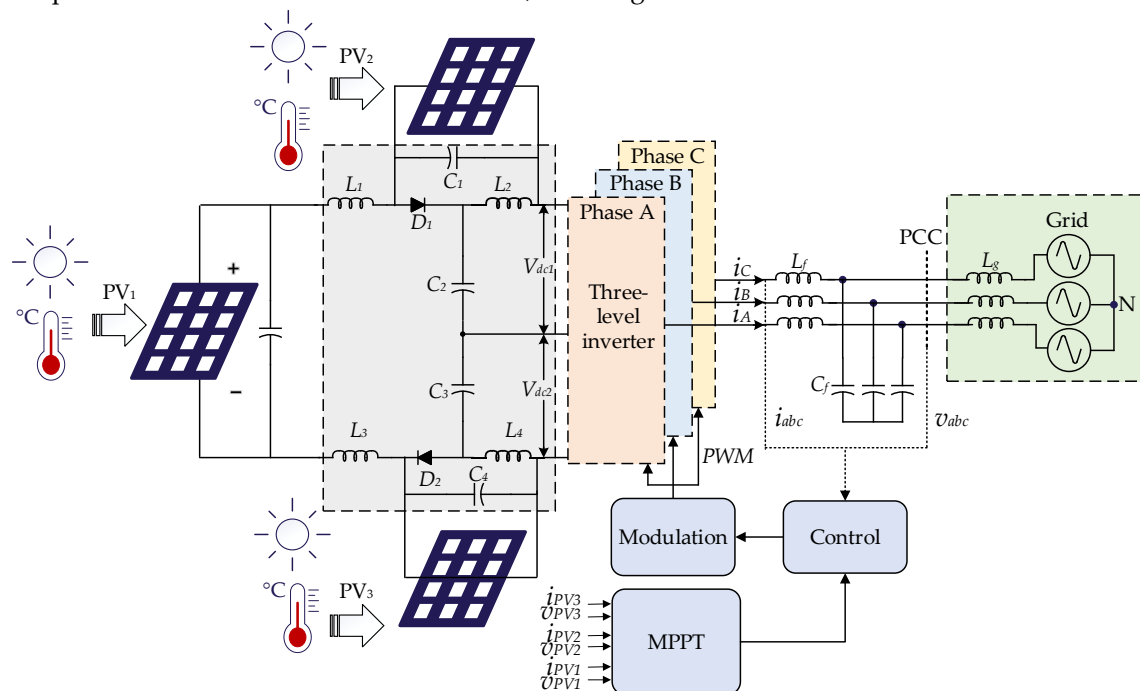 PV2
°C
Phase C
Phase B
Phase A
C1
L1
L2
D1
Grid
PCC
Vdc1
iC
Lf
Lg
C2
iB
N
PV1
+
Three-
level
inverter
iA
°C
C3
Vdc2
Cf
−
iabc
vabc
L3
L4
PWM
D2
C4
Modulation
Control
°C
PV3
iPV3
vPV3
iPV2
vPV2
MPPT
iPV1
vPV1